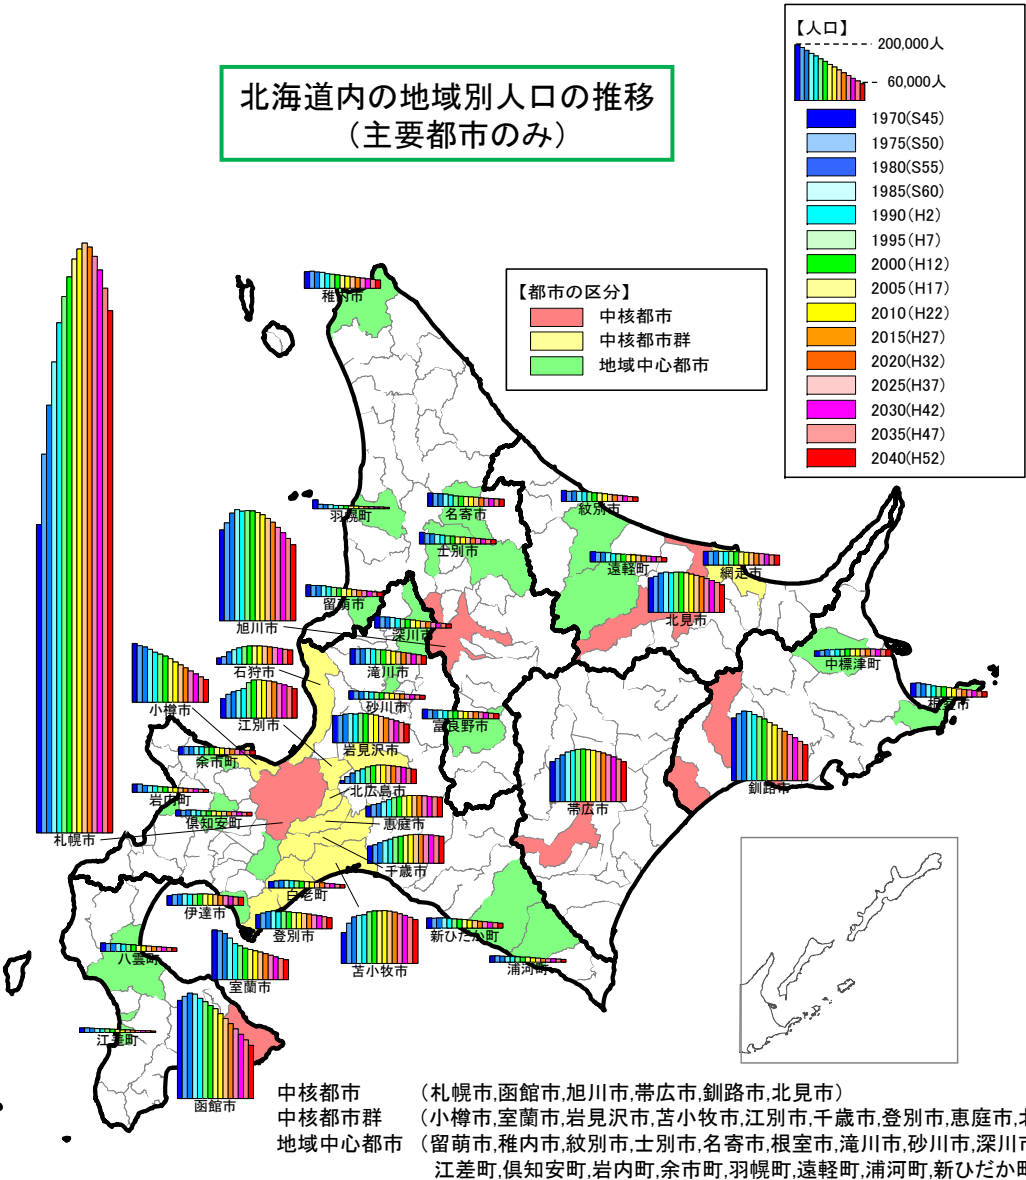 【人口】
200,000人
60,000人
1970(S45)
1975(S50)
1980(S55)
1985(S60)
1990(H2)
1995(H7)
2000(H12)
2005(H17)
2010(H22)
2015(H27)
2020(H32)
2025(H37)
2030(H42)
2035(H47)
2040(H52)
北海道内の地域別人口の推移
(主要都市のみ)
【都市の区分】
中核都市
中核都市群
地域中心都市
稚内市
羽幌町
名寄市
紋別市
士別市
遠軽町
網走市
留萌市
北見市
旭川市
深川市
石狩市
滝川市
中標津町
小樽市
江別市
砂川市
根室市
富良野市
岩見沢市
余市町
北広島市
釧路市
岩内町
倶知安町
恵庭市
帯広市
札幌市
千歳市
白老町
伊達市
登別市
新ひだか町
八雲町
室蘭市
苫小牧市
浦河町
江差町
函館市
中核都市 (札幌市,函館市,旭川市,帯広市,釧路市,北見市)
中核都市群 (小樽市,室蘭市,岩見沢市,苫小牧市,江別市,千歳市,登別市,恵庭市,北
地域中心都市 (留萌市,稚内市,紋別市,士別市,名寄市,根室市,滝川市,砂川市,深川市
江差町,倶知安町,岩内町,余市町,羽幌町,遠軽町,浦河町,新ひだか町